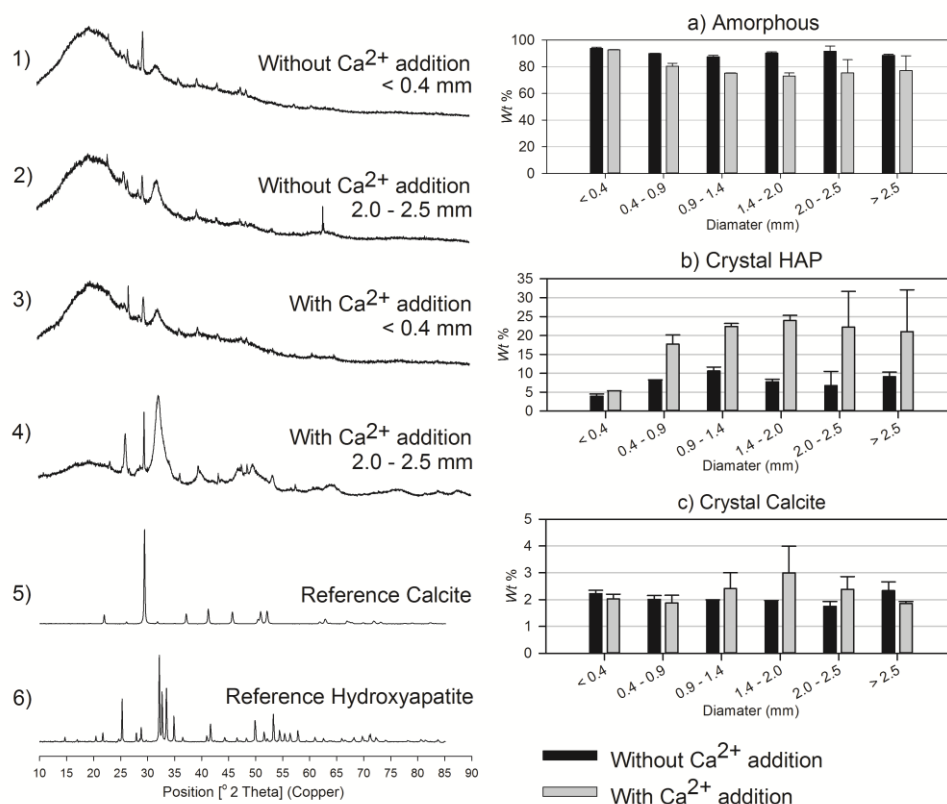 1)
Without Ca2+ addition
< 0.4 mm
2)
Without Ca2+ addition
2.0 - 2.5 mm
3)
With Ca2+ addition
< 0.4 mm
4)
With Ca2+ addition
2.0 - 2.5 mm
5)
Reference Calcite
6)
Reference Hydroxyapatite
10 15 20 25 30 35 40 45 50 55 60 65 70 75 80 85 90
Position [° 2 Theta] (Copper)
a) Amorphous
Wt %
100
80
60
40
20
0
< 0.4
0.4 - 0.9
0.9 - 1.4
1.4 - 2.0
2.0 - 2.5
> 2.5
Diamater (mm)
b) Crystal HAP
Wt %
35
30
25
20
15
10
5
0
< 0.4
0.4 - 0.9
0.9 - 1.4
1.4 - 2.0
2.0 - 2.5
> 2.5
Diamater (mm)
c) Crystal Calcite
Wt %
5
4
3
2
1
0
< 0.4
0.4 - 0.9
0.9 - 1.4
1.4 - 2.0
2.0 - 2.5
> 2.5
Diamater (mm)
Without Ca2+ addition
With Ca2+ addition